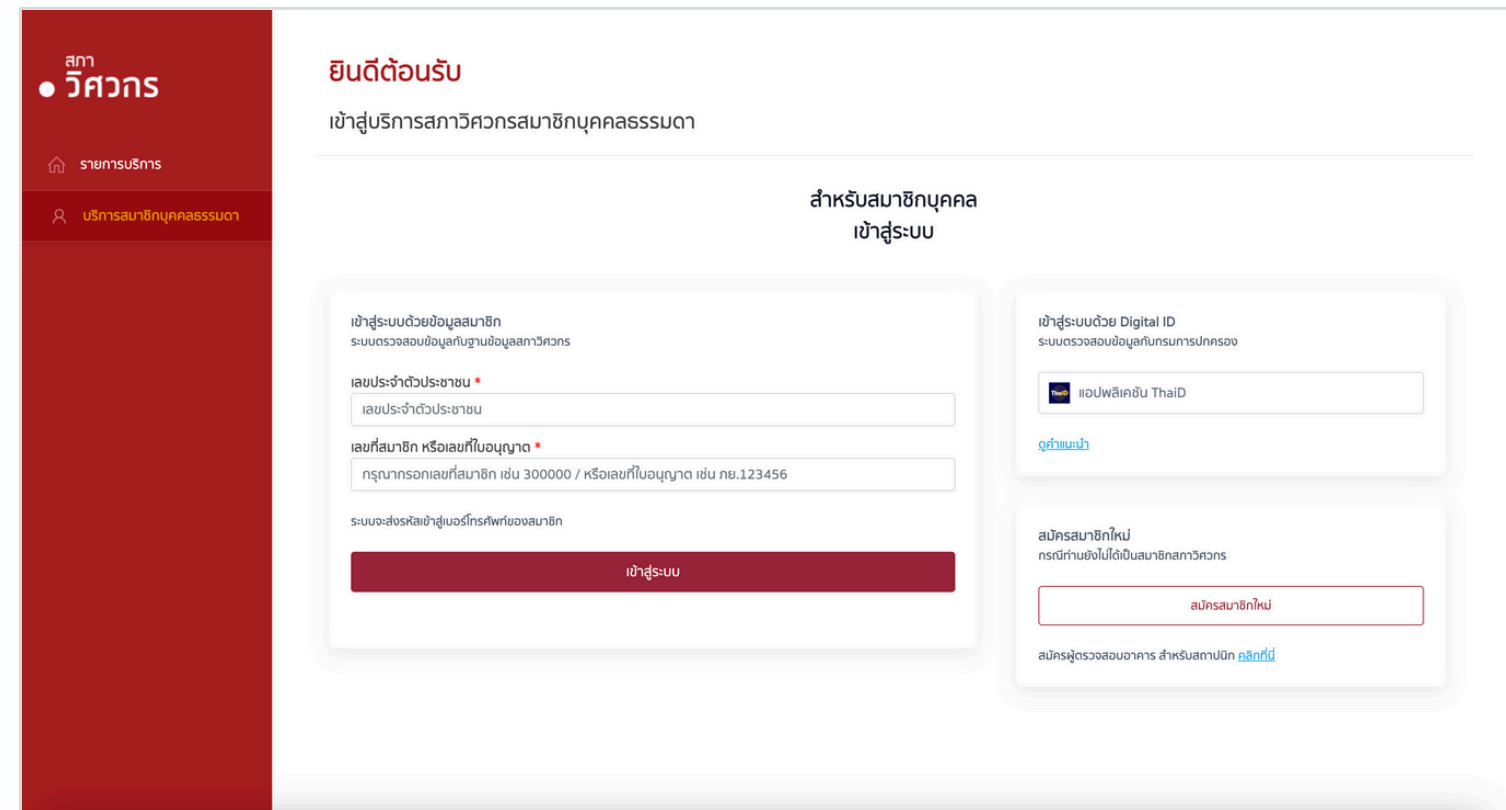 สภา
วิศวกร
รายการบริการ
บริการสมาชิกบุคคลธรรมดา
ยินดีต้อนรับ
เข้าสู่บริการสภาวิศวกรสมาชิกบุคคลธรรมดา
สำหรับสมาชิกบุคคล
เข้าสู่ระบบ
เข้าสู่ระบบด้วยข้อมูลสมาชิก
ระบบตรวจสอบข้อมูลกับฐานข้อมูลสภาวิศวกร
เลขประจำตัวประชาชน *
เลขประจำตัวประชาชน
เลขที่สมาชิก หรือเลขที่ใบอนุญาต *
กรุณากรอกเลขที่สมาชิก เช่น 300000 / หรือเลขที่ใบอนุญาต เช่น ภย.123456
ระบบจะส่งรหัสเข้าสู่เบอร์โทรศัพท์ของสมาชิก
เข้าสู่ระบบ
เข้าสู่ระบบด้วย Digital ID
ระบบตรวจสอบข้อมูลกับกรมการปกครอง
ThaiD แอปพลิเคชัน ThaiD
ดูคำแนะนำ
สมัครสมาชิกใหม่
กรณีท่านยังไม่ได้เป็นสมาชิกสภาวิศวกร
สมัครสมาชิกใหม่
สมัครผู้ตรวจสอบอาคาร สำหรับสถาปนิก คลิกที่นี่